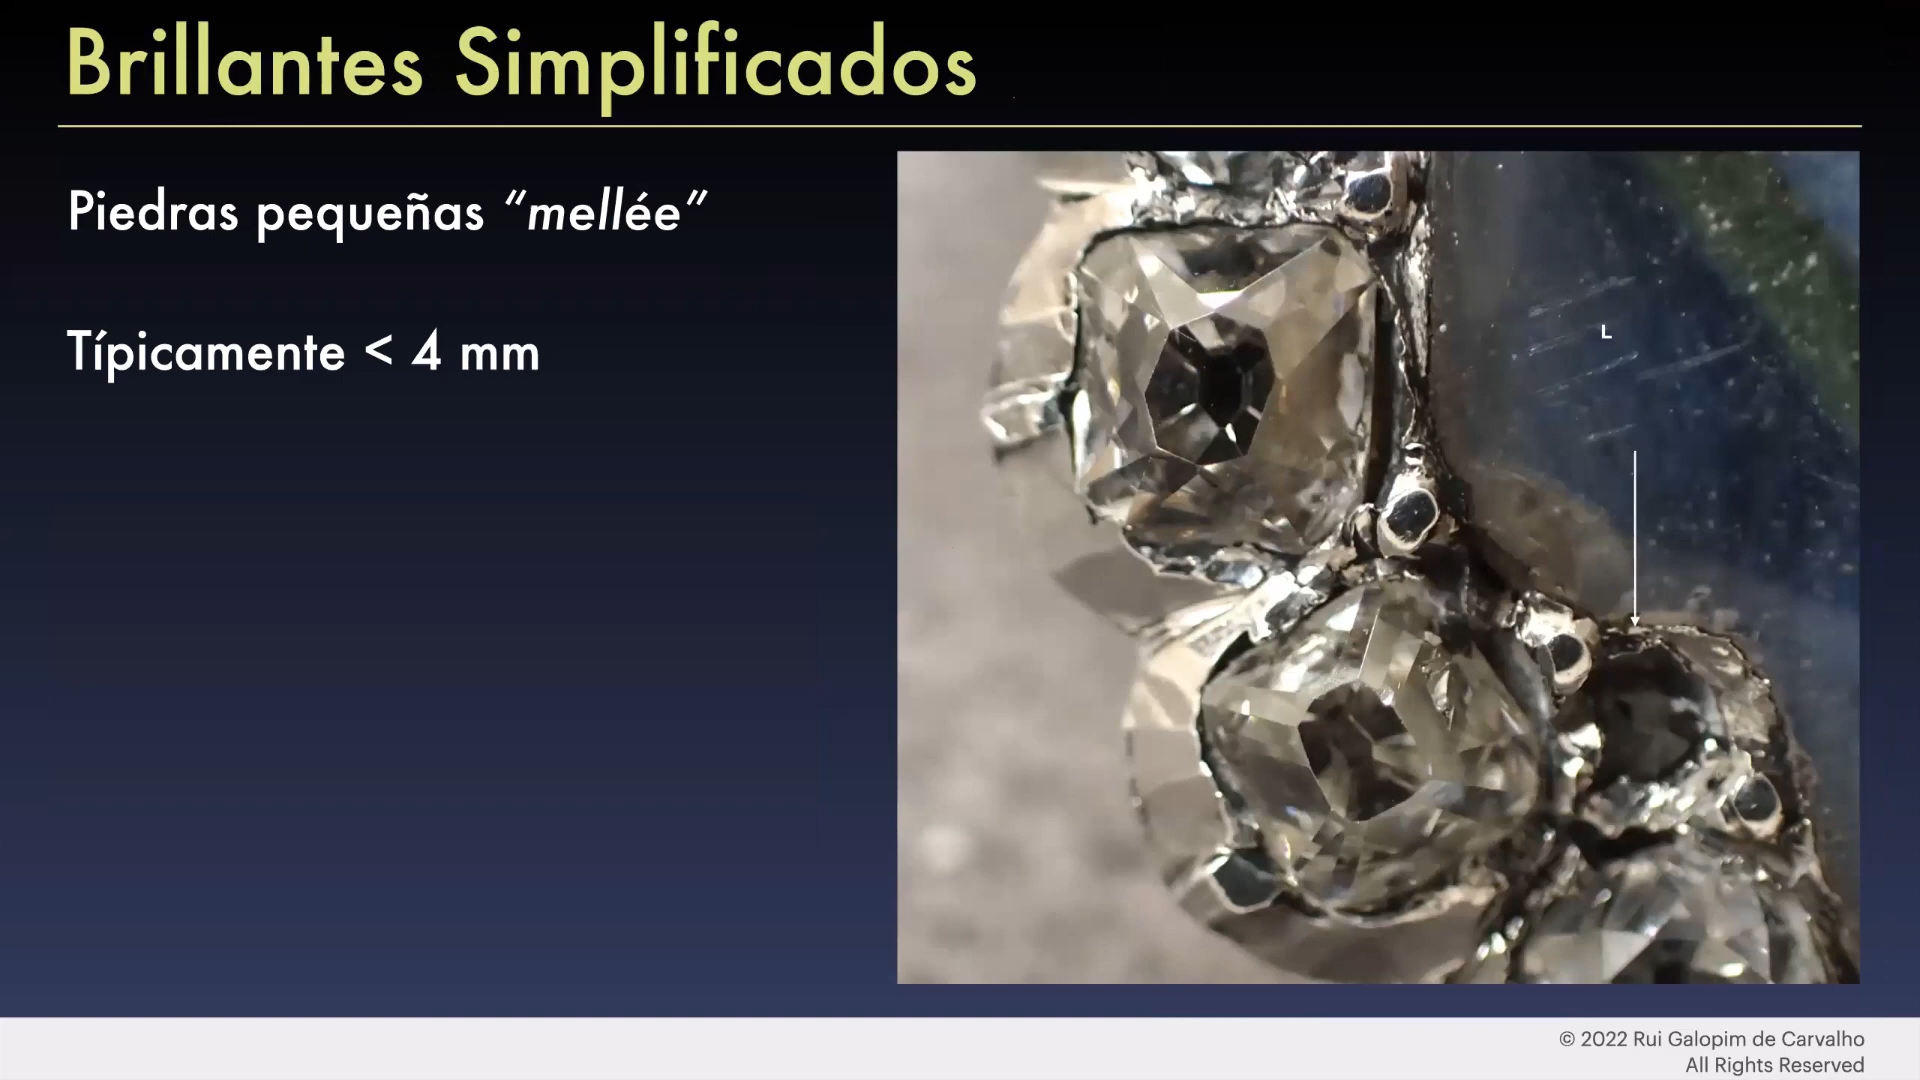 Brillantes Simplificados
Piedras pequeñas “mellée”
Típicamente < 4 mm
L
© 2022 Rui Galopim de Carvalho
All Rights Reserved